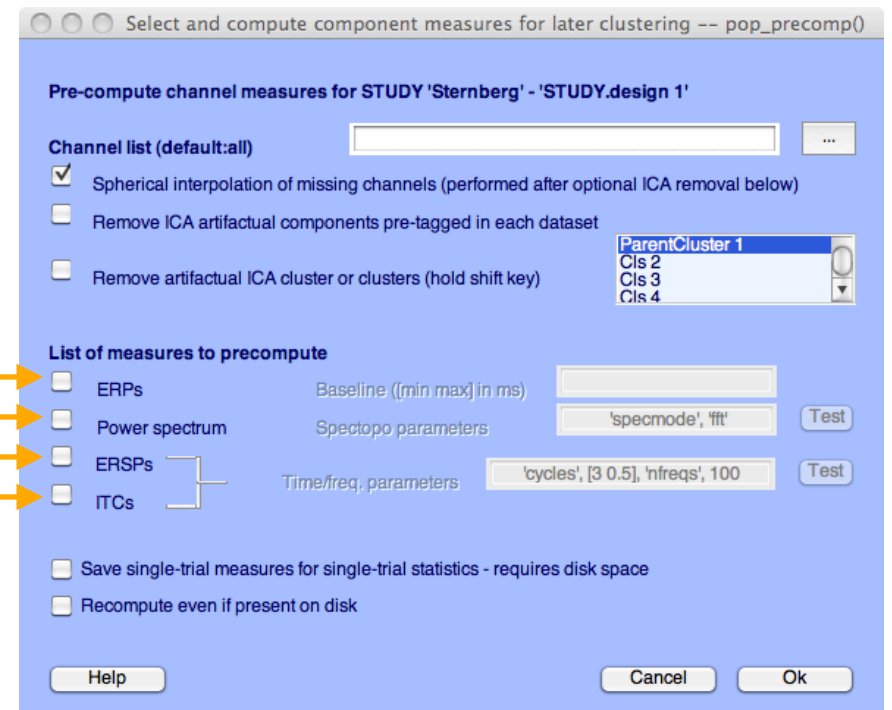 Select and compute component measures for later clustering -- pop_precomp()
Pre-compute channel measures for STUDY 'Sternberg' - 'STUDY.design 1'
Channel list (default:all) ...
Spherical interpolation of missing channels (performed after optional ICA removal below)
Remove ICA artifactual components pre-tagged in each dataset
Remove artifactual ICA cluster or clusters (hold shift key)
ParentCluster 1
Cls 2
Cls 3
Cls 4
List of measures to precompute
ERPs Baseline ([min max] in ms)
Power spectrum Spectopo parameters 'specmode', 'fft' Test
ERSPs
ITCs
Time/freq. parameters 'cycles', [3 0.5], 'nfreqs', 100 Test
Save single-trial measures for single-trial statistics - requires disk space
Recompute even if present on disk
Help Cancel Ok